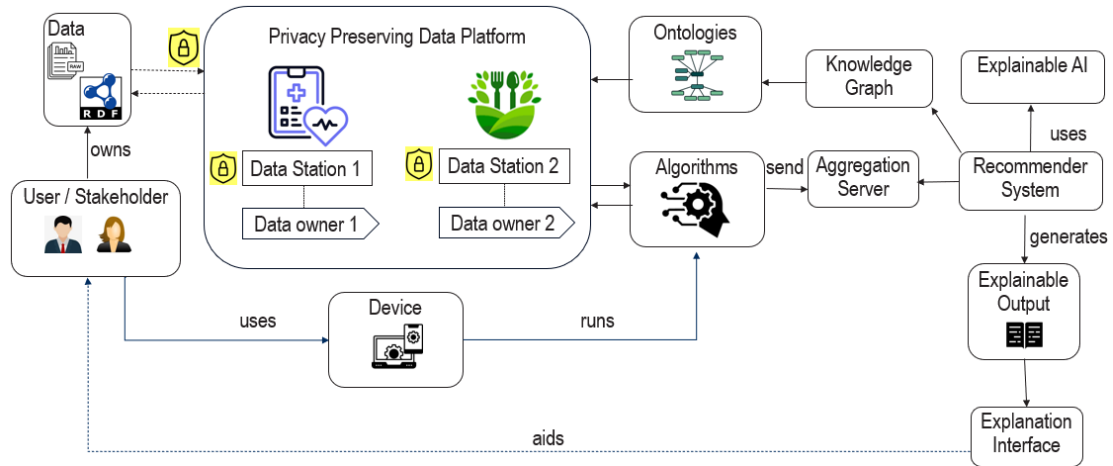 Data
RAW
RDF
owns
User / Stakeholder
Privacy Preserving Data Platform
Data Station 1
Data owner 1
Data Station 2
Data owner 2
Ontologies
Knowledge
Graph
Explainable AI
uses
Algorithms
send
Aggregation
Server
Recommender
System
generates
Explainable
Output
uses
Device
runs
Explanation
Interface
aids